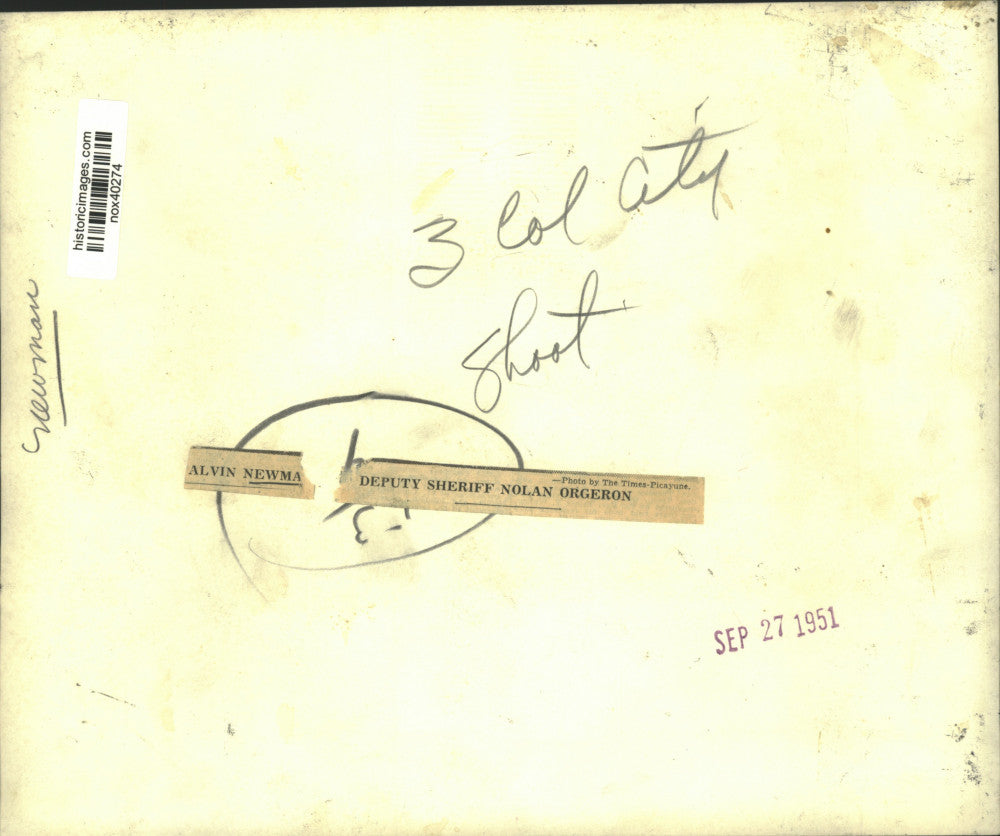 historicimages.com
nox40274
Newman
3 Col City
Shoot
ALVIN NEWMA
—Photo by The Times-Picayune.
DEPUTY SHERIFF NOLAN ORGERON
SEP 27 1951